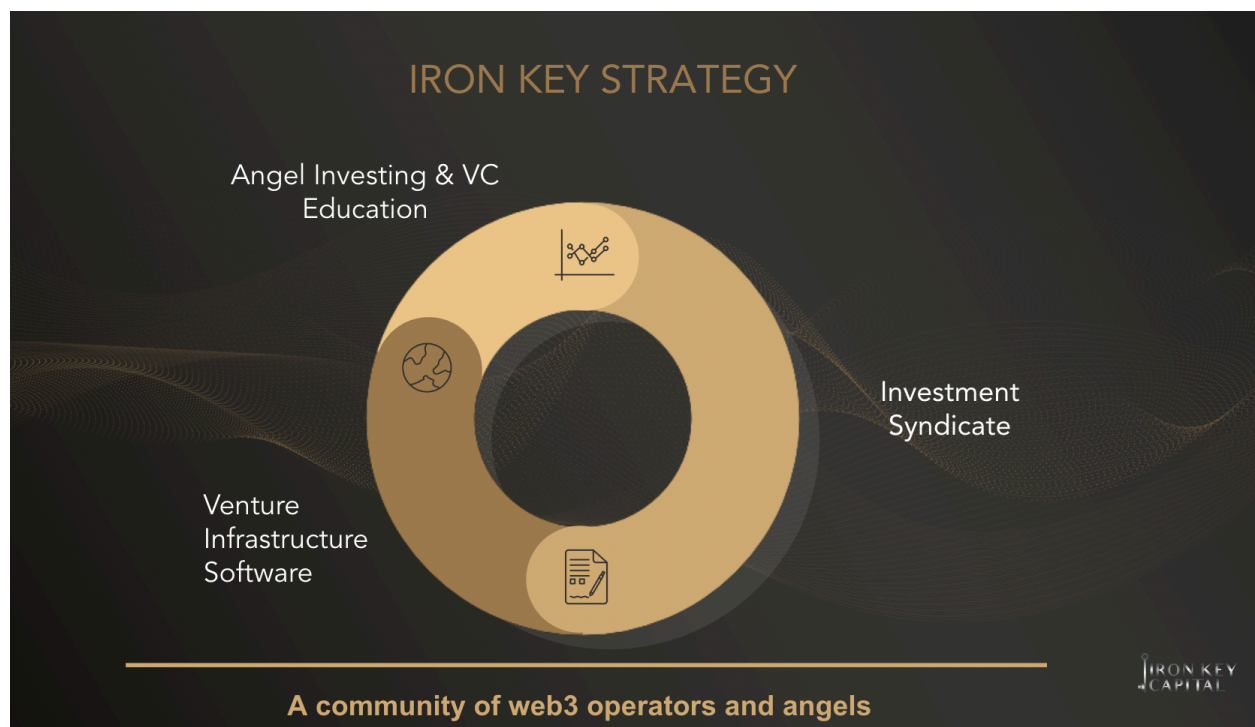 IRON KEY STRATEGY
Angel Investing & VC
Education
Investment
Syndicate
Venture
Infrastructure
Software
A community of web3 operators and angels
IRON KEY
CAPITAL